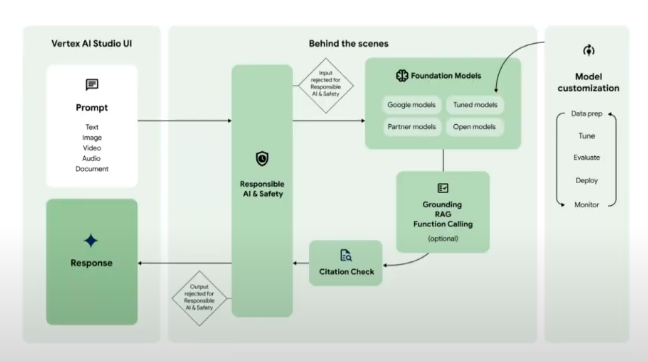 Vertex AI Studio UI
Prompt
Text
Image
Video
Audio
Document
Response
Behind the scenes
Responsible
AI & Safety
Input
rejected for
Responsible
AI & Safety
Foundation Models
Google models
Tuned models
Partner models
Open models
Grounding
RAG
Function Calling
(optional)
Citation Check
Output
rejected for
Responsible
AI & Safety
Model
customization
Data prep
Tune
Evaluate
Deploy
Monitor